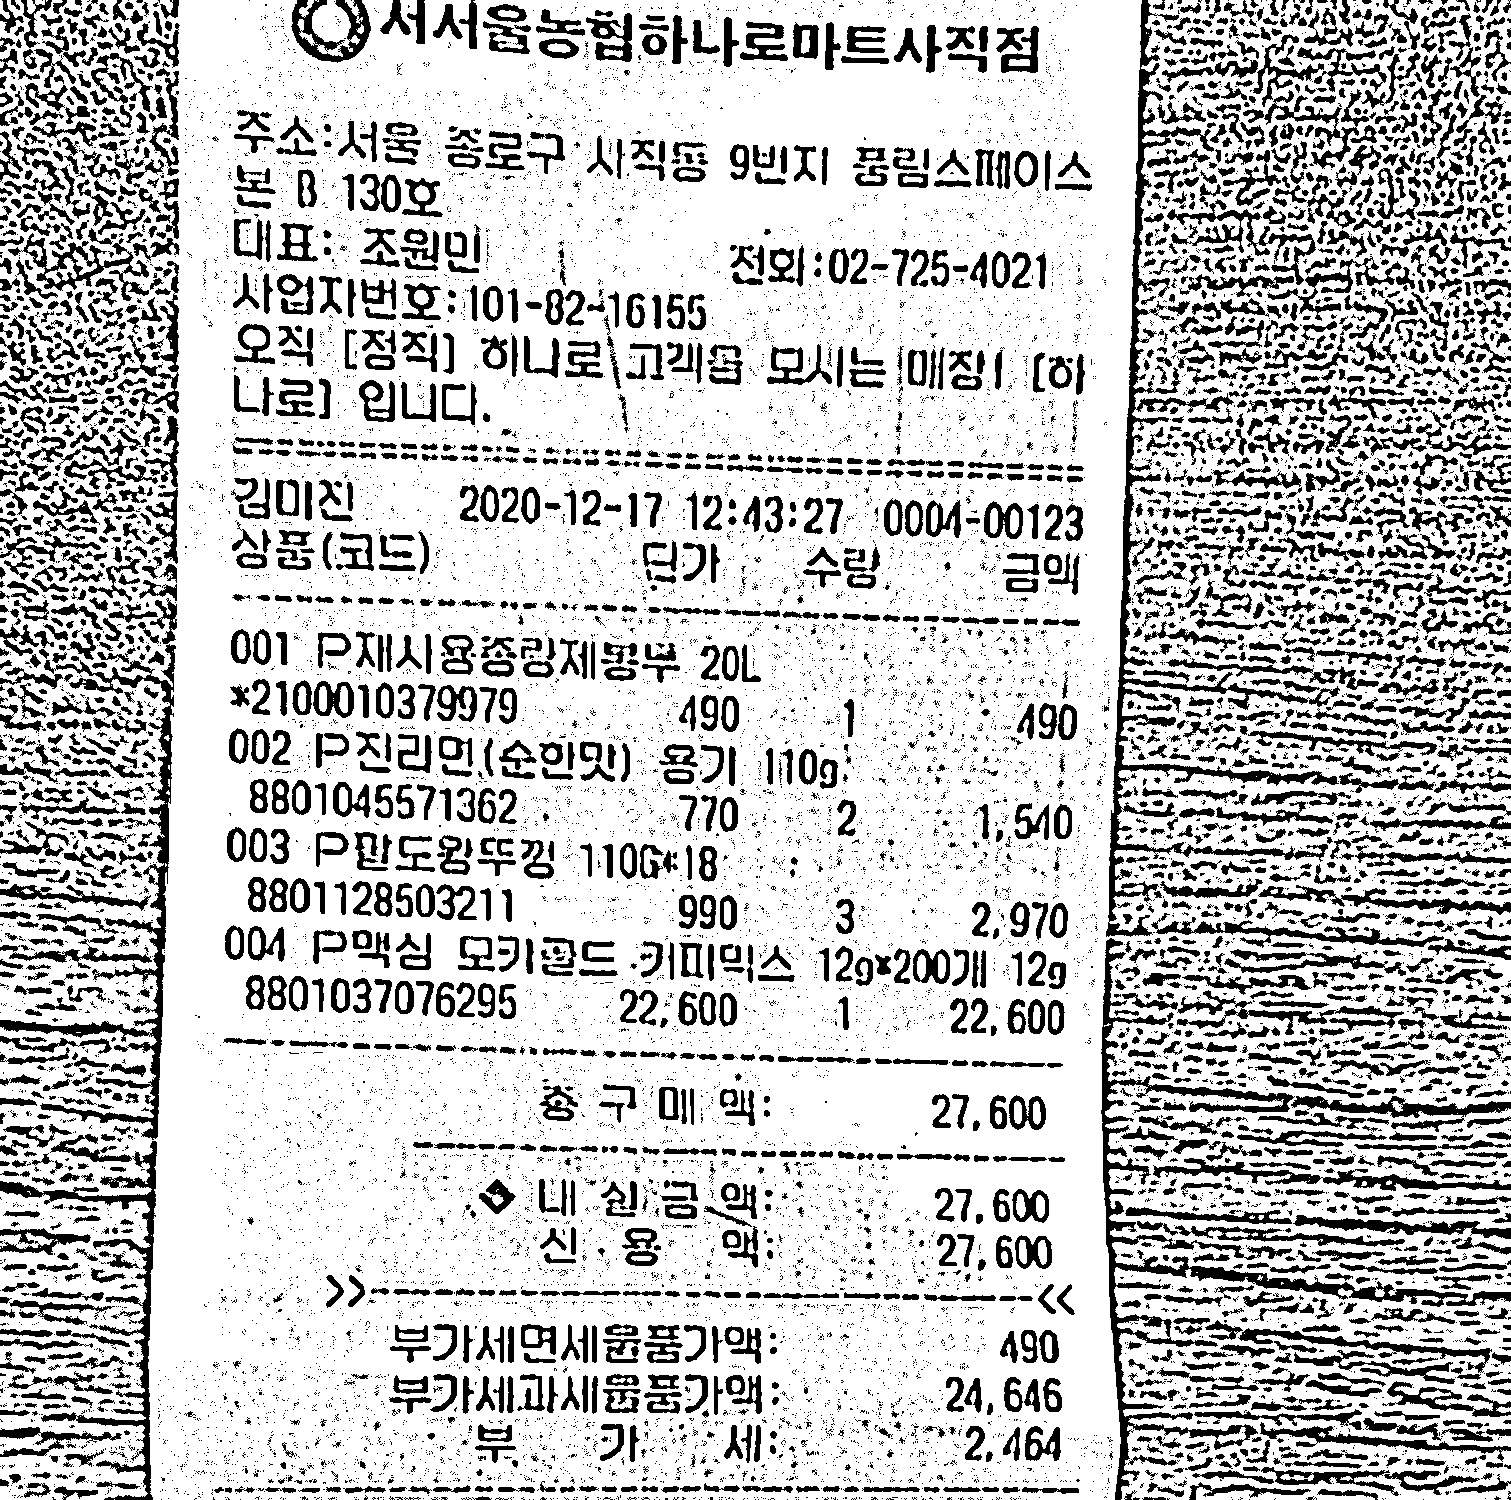 서서울농협하나로마트사직점
주소:서울 종로구 사직동 9번지 풍림스페이스
본 B 130호
대표: 조원민 전화:02-725-4021
사업자번호:101-82-16155
오직 [정직] 하나로 고객을 모시는 매장! [하
나로] 입니다.
김미진 2020-12-17 12:43:27 0004-00123
상품(코드) 단가 수량 금액
001 P재사용종량제봉투 20L
*2100010379979 490 1 490
002 P진라면(순한맛) 용기 110g
8801045571362 770 2 1,540
003 P팔도왕뚜껑 110G*18
8801128503211 990 3 2,970
004 P맥심 모카골드 커피믹스 12g*200개 12g
8801037076295 22,600 1 22,600
총 구 매 액: 27,600
◆ 내 실 금 액: 27,600
신 용 액: 27,600
>>------------------------------<<
부가세면세물품가액: 490
부가세과세물품가액: 24,646
부 가 세: 2,464